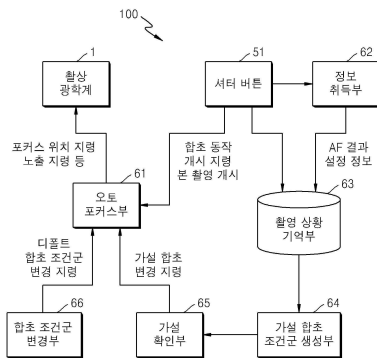 100
1
51
62
촬상
광학계
셔터 버튼
정보
취득부
포커스 위치 지령
노출 지령 등
합초 동작
개시 지령
본 촬영 개시
AF 결과
설정 정보
61
63
오토
포커스부
촬영 상황
기억부
디폴트
합초 조건군
변경 지령
가설 합초
변경 지령
66
65
64
합초 조건군
변경부
가설
확인부
가설 합초
조건군 생성부